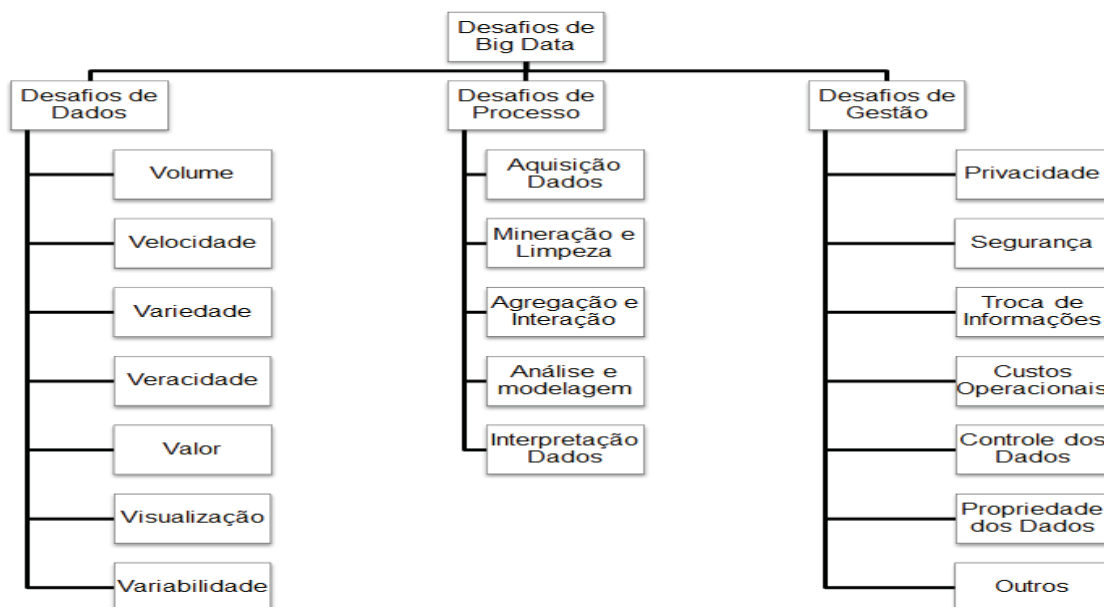 Desafios de
Big Data
Desafios de
Dados
Volume
Velocidade
Variedade
Veracidade
Valor
Visualização
Variabilidade
Desafios de
Processo
Aquisição
Dados
Mineração e
Limpeza
Agregação e
Interação
Análise e
modelagem
Interpretação
Dados
Desafios de
Gestão
Privacidade
Segurança
Troca de
Informações
Custos
Operacionais
Controle dos
Dados
Propriedade
dos Dados
Outros